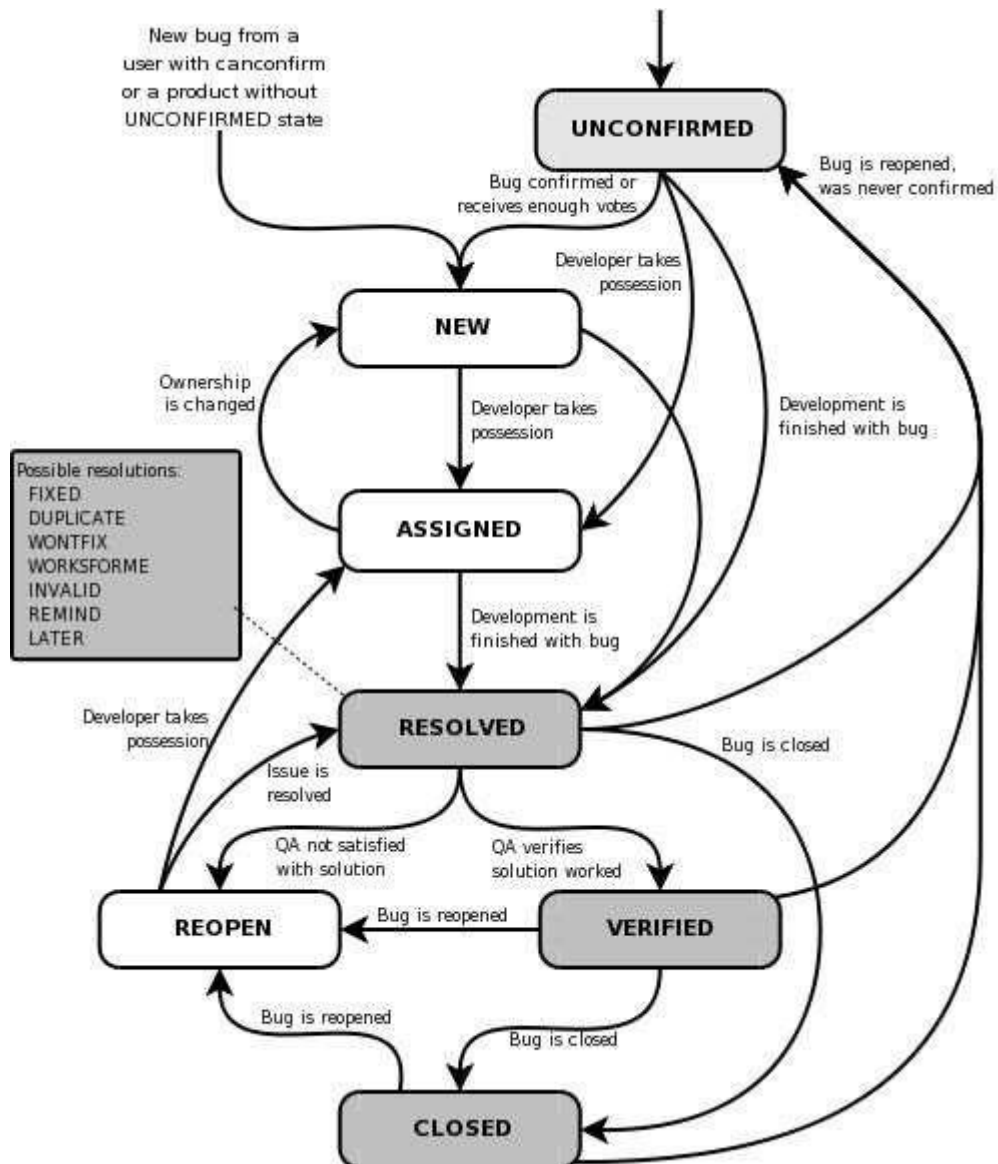 New bug from a
user with canconfirm
or a product without
UNCONFIRMED state
UNCONFIRMED
Bug is reopened,
was never confirmed
Bug confirmed or
receives enough votes
Developer takes
possession
NEW
Ownership
is changed
Developer takes
possession
Development is
finished with bug
Possible resolutions:
FIXED
DUPLICATE
WONTFIX
WORKSFORME
INVALID
REMIND
LATER
ASSIGNED
Development is
finished with bug
Developer takes
possession
RESOLVED
Bug is closed
Issue is
resolved
QA not satisfied
with solution
QA verifies
solution worked
REOPEN
Bug is reopened
VERIFIED
Bug is reopened
Bug is closed
CLOSED